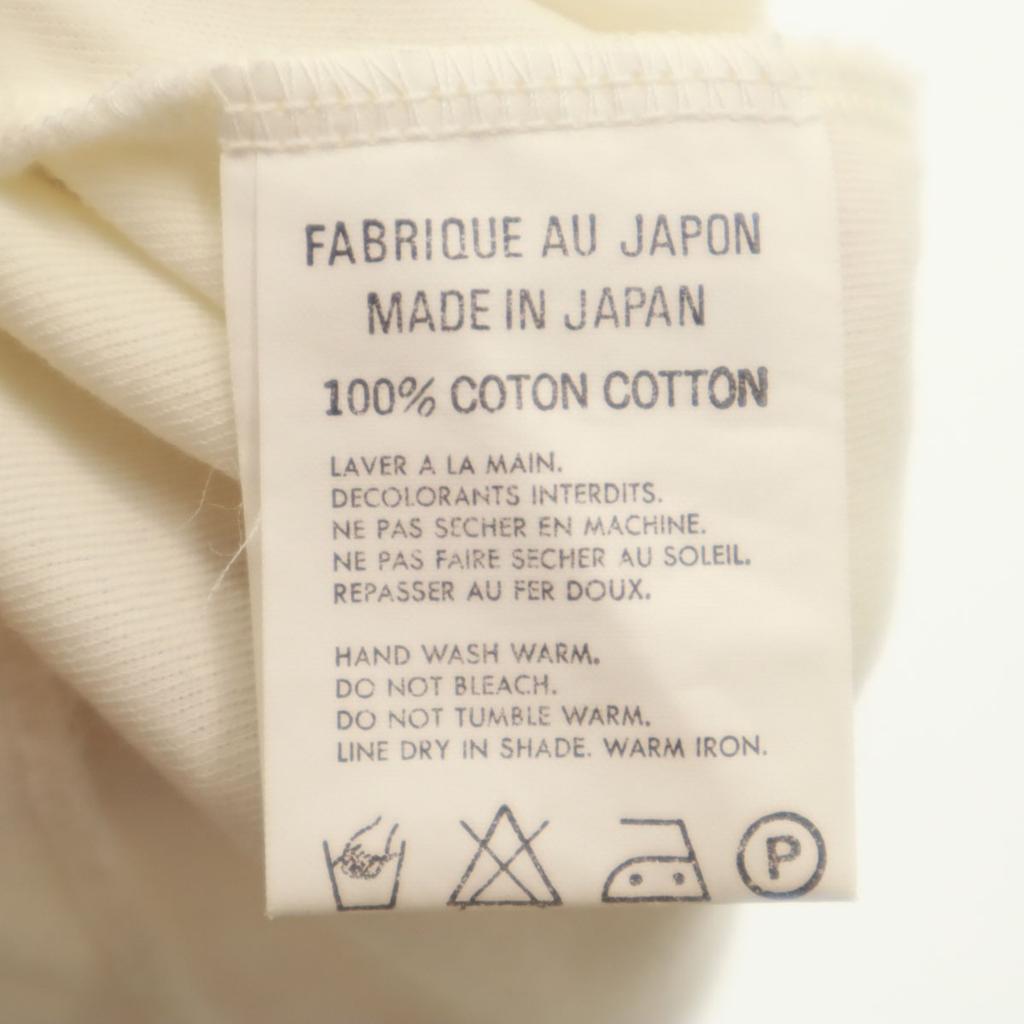 FABRIQUE AU JAPON
MADE IN JAPAN
100% COTON COTTON
LAVER A LA MAIN.
DECOLORANTS INTERDITS.
NE PAS SECHER EN MACHINE.
NE PAS FAIRE SECHER AU SOLEIL.
REPASSER AU FER DOUX.
HAND WASH WARM.
DO NOT BLEACH.
DO NOT TUMBLE WARM.
LINE DRY IN SHADE. WARM IRON.
P